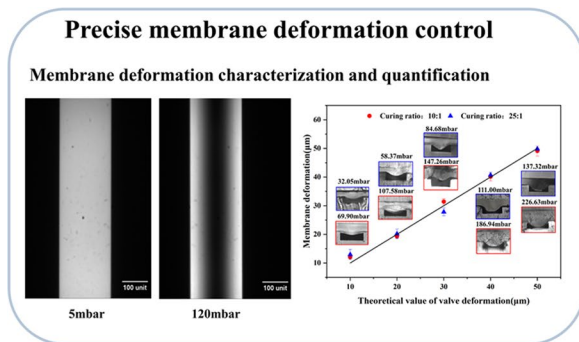 Precise membrane deformation control
Membrane deformation characterization and quantification
100 unit
100 unit
5mbar
120mbar
Membrane deformation(μm)
60
50
40
30
20
10
Curing ratio: 10:1
Curing ratio: 25:1
84.68mbar
147.26mbar
58.37mbar
107.58mbar
32.05mbar
69.90mbar
137.32mbar
111.00mbar
226.63mbar
186.94mbar
10 20 30 40 50
Theoretical value of valve deformation(μm)